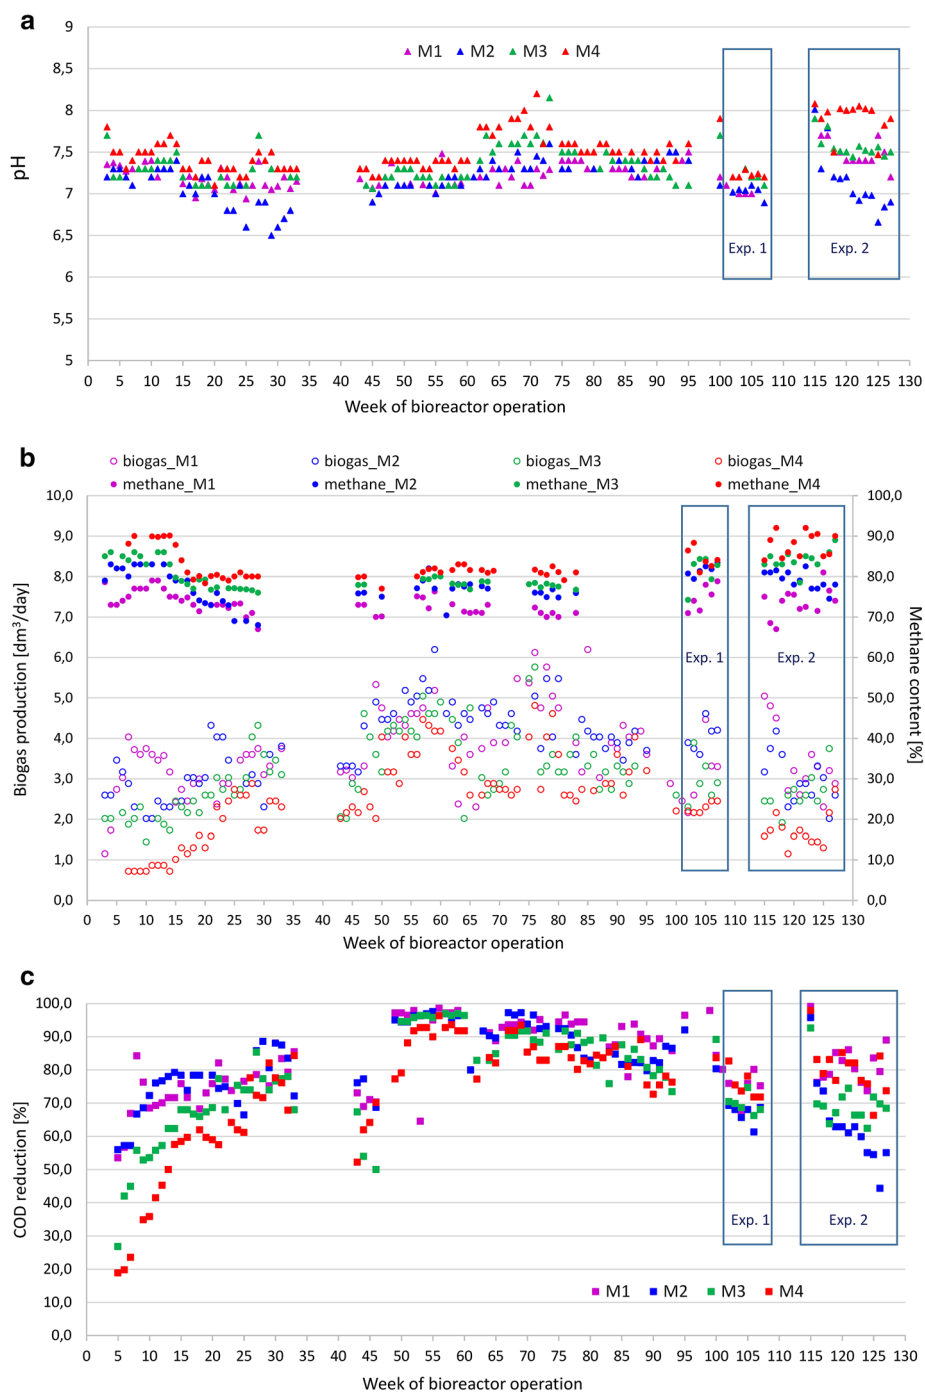 a
M1 M2 M3 M4
9
8,5
8
7,5
7
6,5
6
5,5
5
pH
Exp. 1 Exp. 2
0 5 10 15 20 25 30 35 40 45 50 55 60 65 70 75 80 85 90 95 100 105 110 115 120 125 130
Week of bioreactor operation
b
biogas_M1 biogas_M2 biogas_M3 biogas_M4
methane_M1 methane_M2 methane_M3 methane_M4
10,0 100,0
9,0 90,0
8,0 80,0
7,0 70,0
6,0 60,0
5,0 50,0
4,0 40,0
3,0 30,0
2,0 20,0
1,0 10,0
0,0 0,0
Biogas production [dm³/day]
Methane content [%]
Exp. 1 Exp. 2
0 5 10 15 20 25 30 35 40 45 50 55 60 65 70 75 80 85 90 95 100 105 110 115 120 125 130
Week of bioreactor operation
c
100,0
90,0
80,0
70,0
60,0
50,0
40,0
30,0
20,0
10,0
0,0
COD reduction [%]
Exp. 1 Exp. 2
M1 M2 M3 M4
0 5 10 15 20 25 30 35 40 45 50 55 60 65 70 75 80 85 90 95 100 105 110 115 120 125 130
Week of bioreactor operation